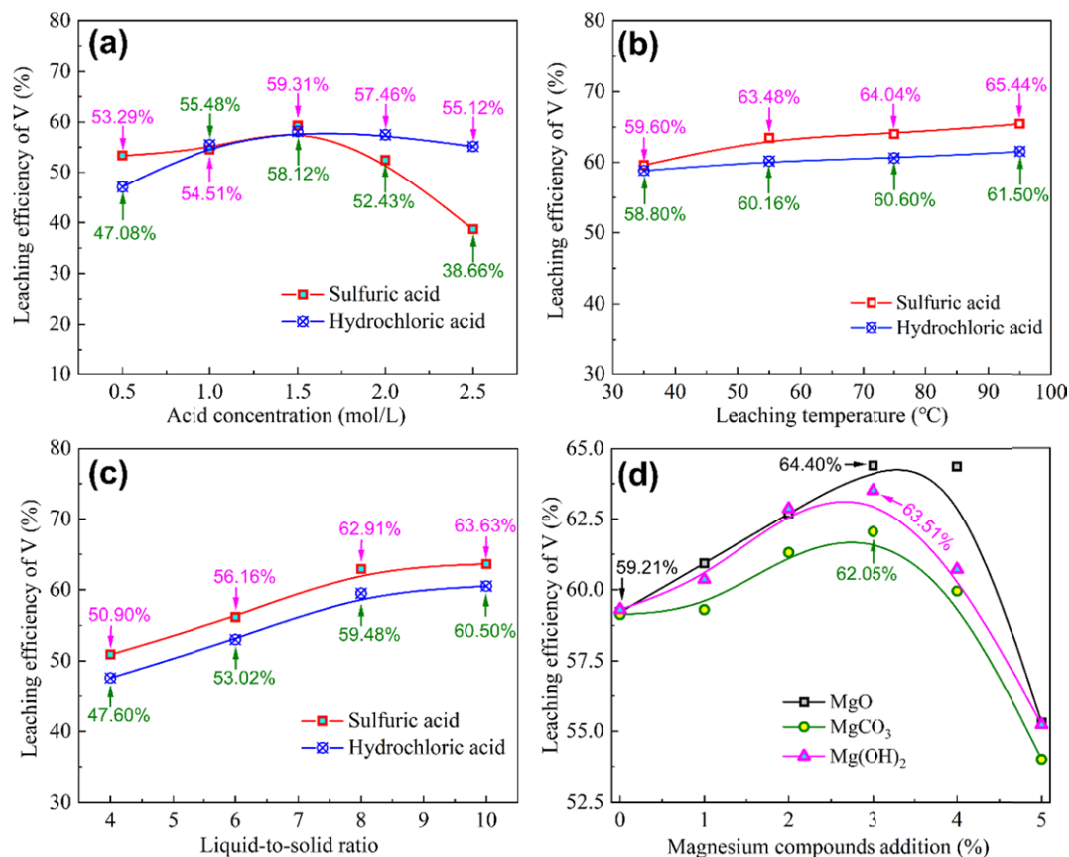 (a)
Leaching efficiency of V (%)
80
70
60
50
40
30
20
10
53.29%
55.48%
59.31%
57.46%
55.12%
47.08%
54.51%
58.12%
52.43%
38.66%
Sulfuric acid
Hydrochloric acid
0.5 1.0 1.5 2.0 2.5
Acid concentration (mol/L)
(b)
Leaching efficiency of V (%)
80
70
60
50
40
30
59.60%
63.48%
64.04%
65.44%
58.80%
60.16%
60.60%
61.50%
Sulfuric acid
Hydrochloric acid
30 40 50 60 70 80 90 100
Leaching temperature (℃)
(c)
Leaching efficiency of V (%)
80
70
60
50
40
30
50.90%
56.16%
62.91%
63.63%
47.60%
53.02%
59.48%
60.50%
Sulfuric acid
Hydrochloric acid
4 5 6 7 8 9 10
Liquid-to-solid ratio
(d)
Leaching efficiency of V (%)
65.0
62.5
60.0
57.5
55.0
52.5
64.40%
59.21%
63.51%
62.05%
MgO
MgCO₃
Mg(OH)₂
0 1 2 3 4 5
Magnesium compounds addition (%)